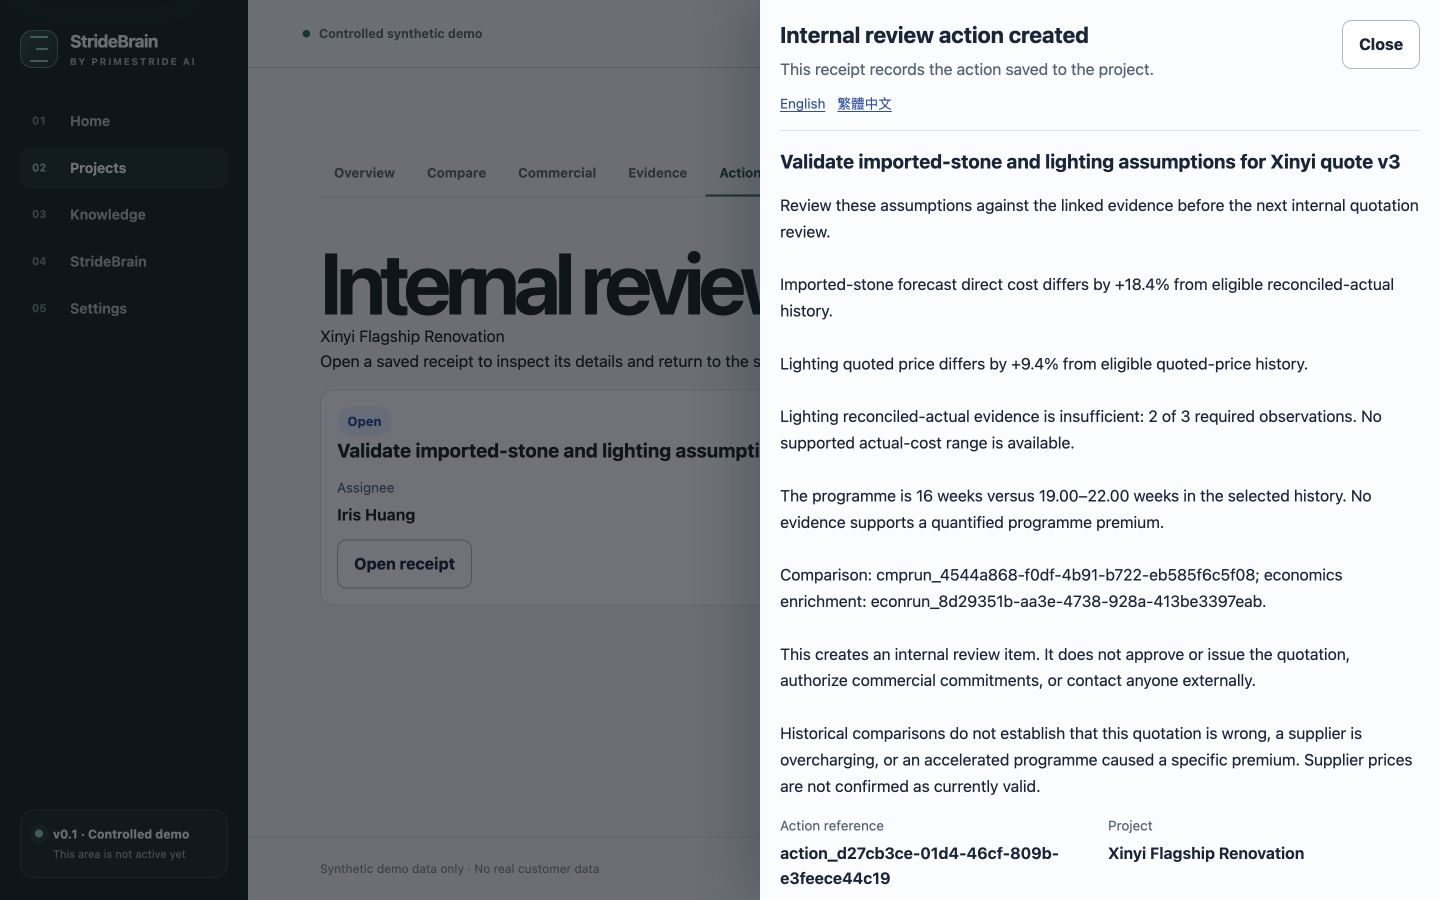 StrideBrain
BY PRIMESTRIDE AI
01 Home
02 Projects
03 Knowledge
04 StrideBrain
05 Settings
v0.1 · Controlled demo
This area is not active yet
Controlled synthetic demo
Overview Compare Commercial Evidence Action
Internal review
Xinyi Flagship Renovation
Open a saved receipt to inspect its details and return to the s
Open
Validate imported-stone and lighting assumpti
Assignee
Iris Huang
Open receipt
Synthetic demo data only · No real customer data
Internal review action created
Close
This receipt records the action saved to the project.
English 繁體中文
Validate imported-stone and lighting assumptions for Xinyi quote v3
Review these assumptions against the linked evidence before the next internal quotation
review.
Imported-stone forecast direct cost differs by +18.4% from eligible reconciled-actual
history.
Lighting quoted price differs by +9.4% from eligible quoted-price history.
Lighting reconciled-actual evidence is insufficient: 2 of 3 required observations. No
supported actual-cost range is available.
The programme is 16 weeks versus 19.00–22.00 weeks in the selected history. No
evidence supports a quantified programme premium.
Comparison: cmprun_4544a868-f0df-4b91-b722-eb585f6c5f08; economics
enrichment: econrun_8d29351b-aa3e-4738-928a-413be3397eab.
This creates an internal review item. It does not approve or issue the quotation,
authorize commercial commitments, or contact anyone externally.
Historical comparisons do not establish that this quotation is wrong, a supplier is
overcharging, or an accelerated programme caused a specific premium. Supplier prices
are not confirmed as currently valid.
Action reference
action_d27cb3ce-01d4-46cf-809b-
e3feece44c19
Project
Xinyi Flagship Renovation